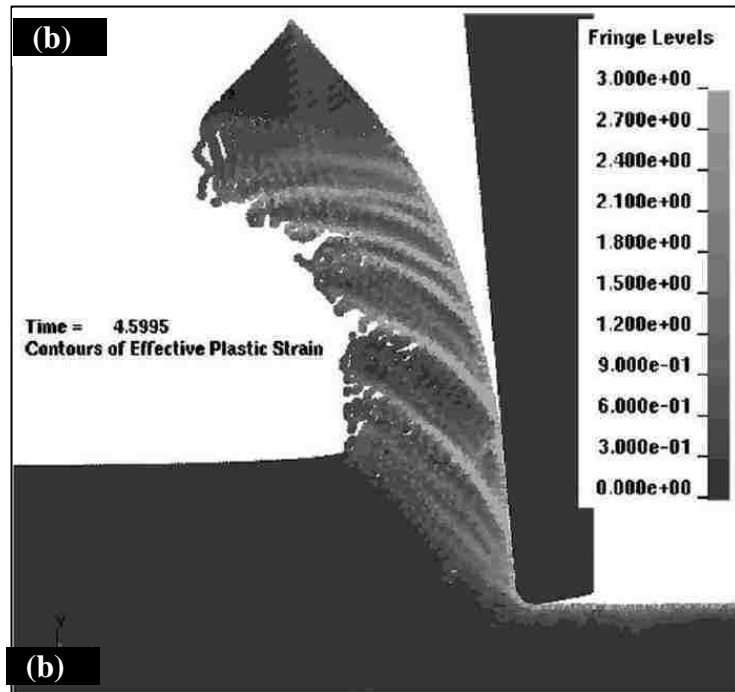 (b)
Fringe Levels
3.000e+00
2.700e+00
2.400e+00
2.100e+00
1.800e+00
1.500e+00
1.200e+00
9.000e-01
6.000e-01
3.000e-01
0.000e+00
Time = 4.5995
Contours of Effective Plastic Strain
Y
(b)